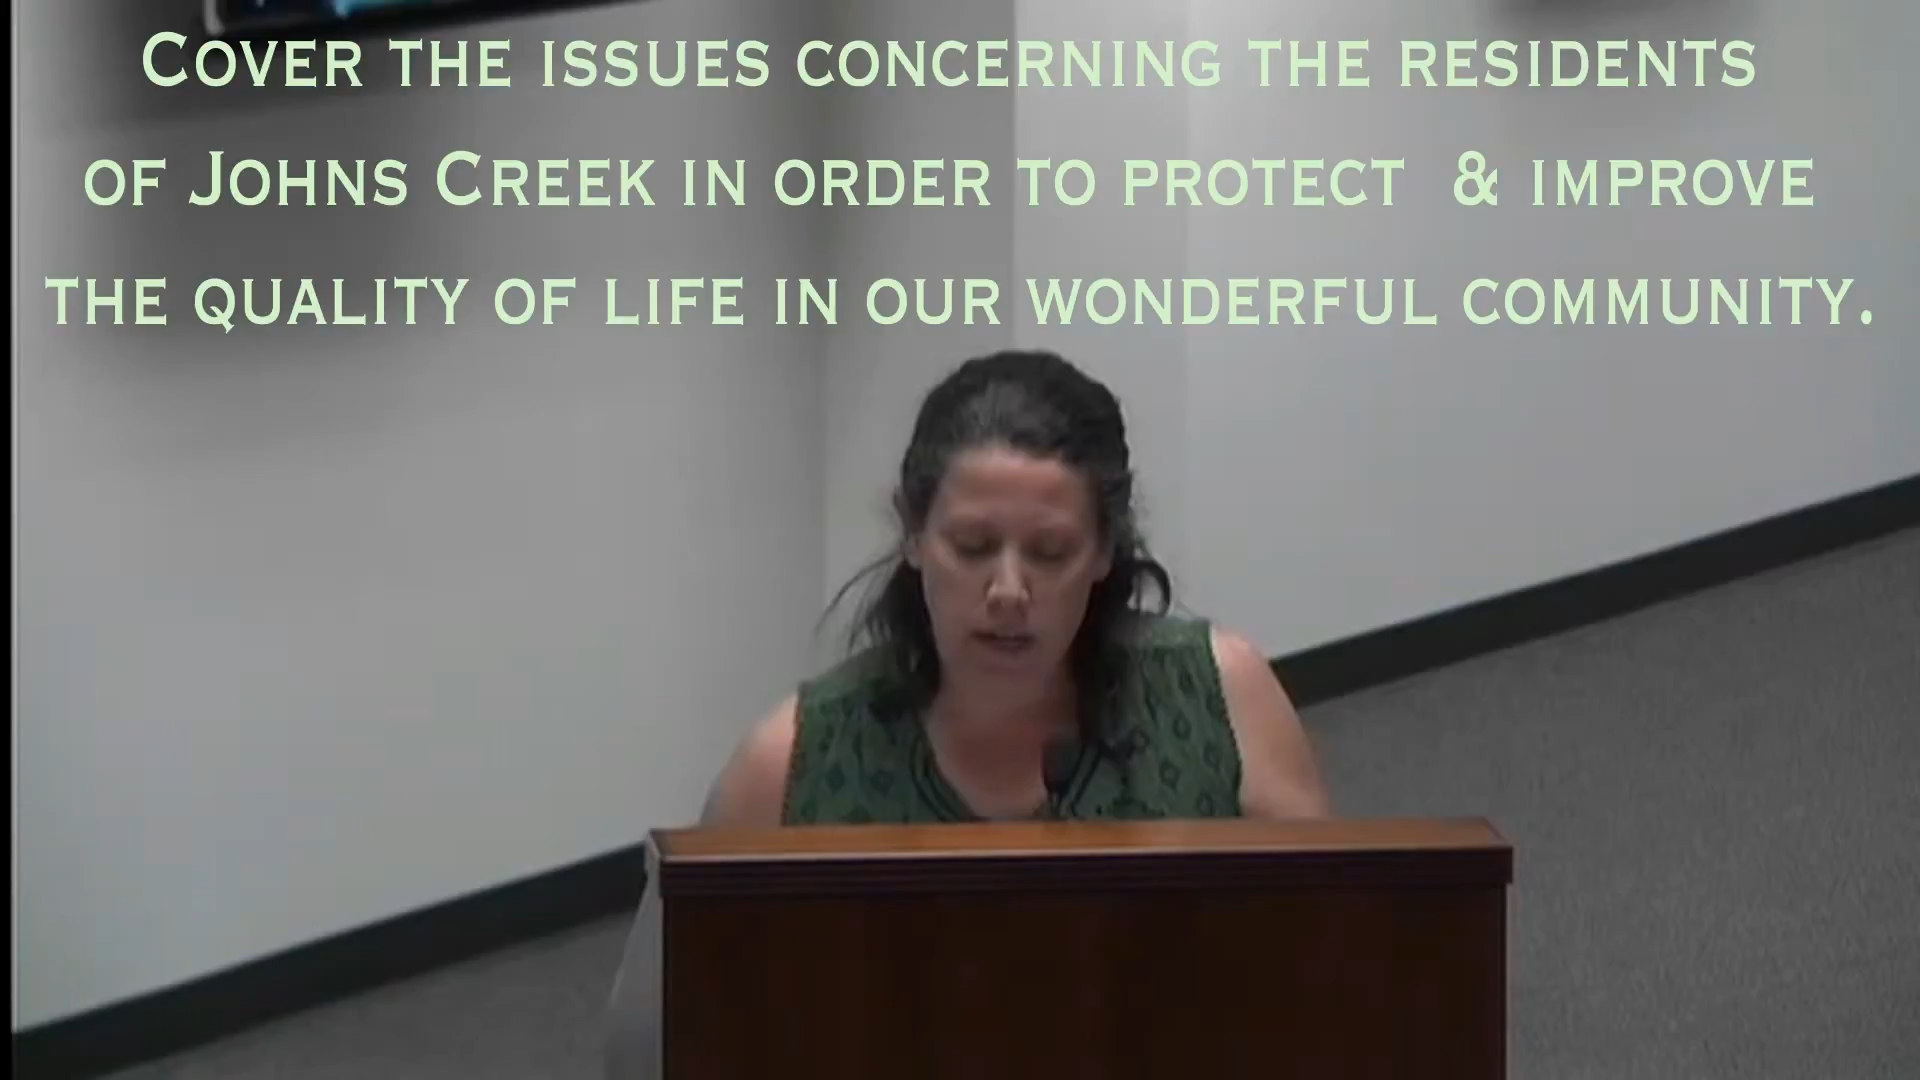 Cover the issues concerning the residents
of Johns Creek in order to protect & improve
the quality of life in our wonderful community.